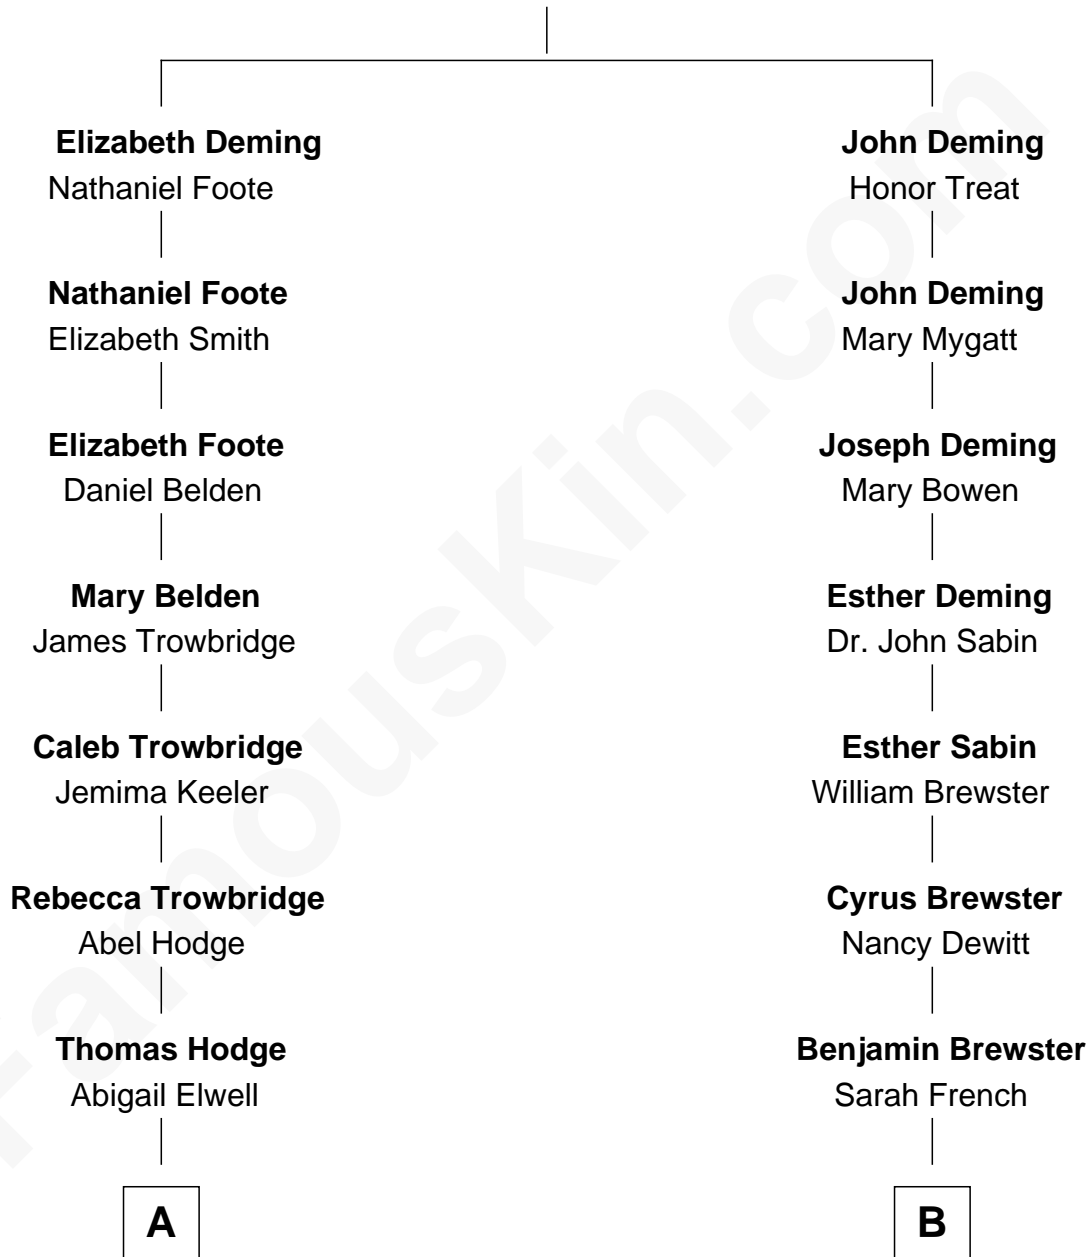 Elizabeth Deming
Nathaniel Foote
Nathaniel Foote
Elizabeth Smith
Elizabeth Foote
Daniel Belden
Mary Belden
James Trowbridge
Caleb Trowbridge
Jemima Keeler
Rebecca Trowbridge
Abel Hodge
Thomas Hodge
Abigail Elwell
A
John Deming
Honor Treat
John Deming
Mary Mygatt
Joseph Deming
Mary Bowen
Esther Deming
Dr. John Sabin
Esther Sabin
William Brewster
Cyrus Brewster
Nancy Dewitt
Benjamin Brewster
Sarah French
B
FamousKin.com